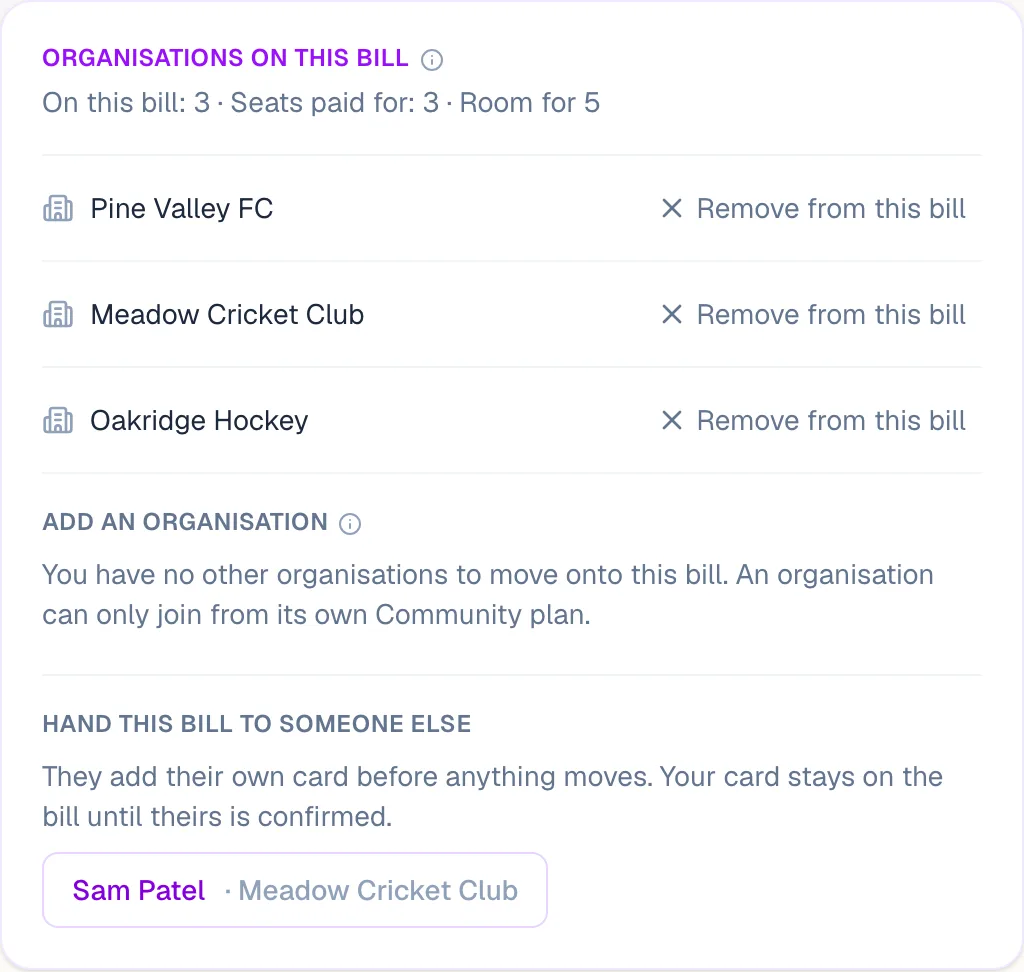 ORGANISATIONS ON THIS BILL
On this bill: 3 · Seats paid for: 3 · Room for 5
Pine Valley FC
Remove from this bill
Meadow Cricket Club
Remove from this bill
Oakridge Hockey
Remove from this bill
ADD AN ORGANISATION
You have no other organisations to move onto this bill. An organisation
can only join from its own Community plan.
HAND THIS BILL TO SOMEONE ELSE
They add their own card before anything moves. Your card stays on the
bill until theirs is confirmed.
Sam Patel · Meadow Cricket Club